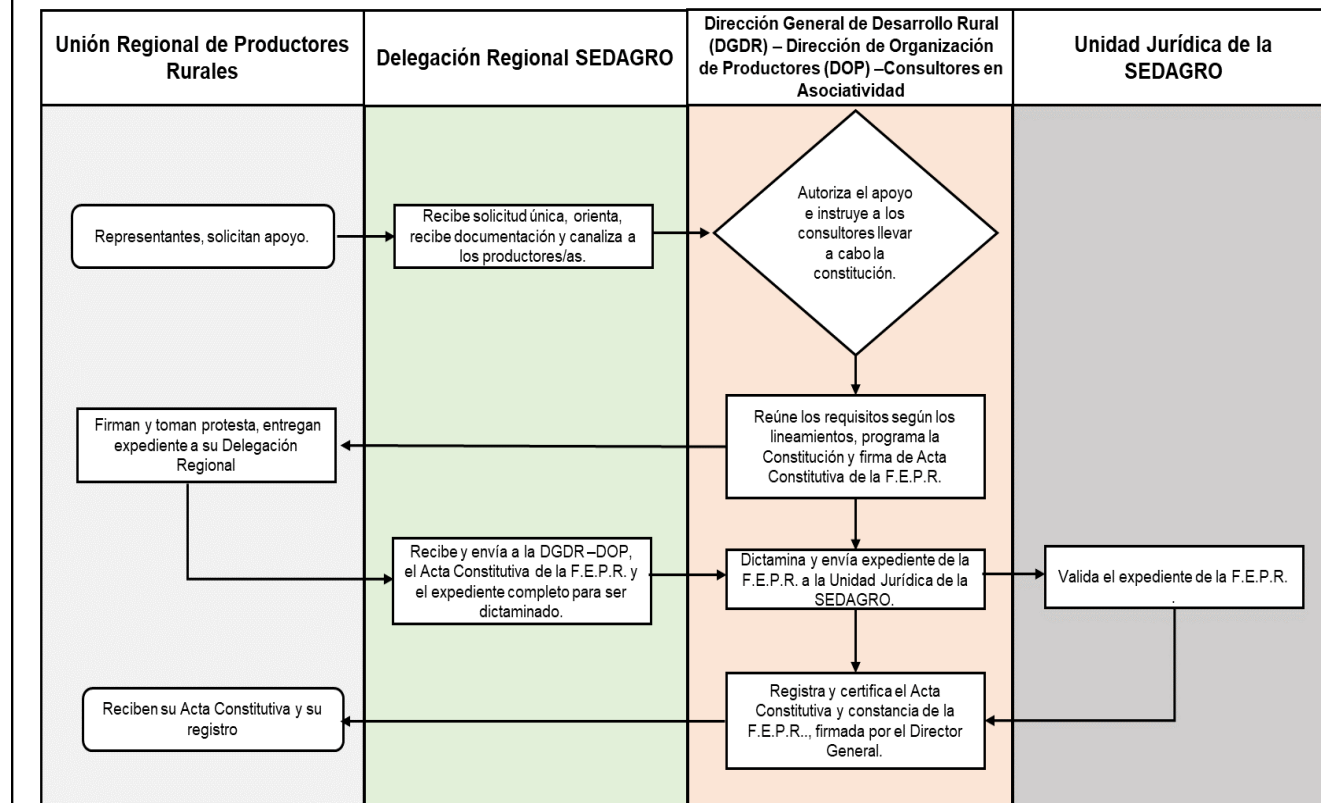 Unión Regional de Productores
Rurales
Delegación Regional SEDAGRO
Dirección General de Desarrollo Rural
(DGDR) – Dirección de Organización
de Productores (DOP) –Consultores en
Asociatividad
Unidad Jurídica de la
SEDAGRO
Representantes, solicitan apoyo.
Recibe solicitud única, orienta,
recibe documentación y canaliza a
los productores/as.
Autoriza el apoyo
e instruye a los
consultores llevar
a cabo la
constitución.
Firman y toman protesta, entregan
expediente a su Delegación
Regional
Reúne los requisitos según los
lineamientos, programa la
Constitución y firma de Acta
Constitutiva de la F.E.P.R.
Recibe y envía a la DGDR –DOP,
el Acta Constitutiva de la F.E.P.R. y
el expediente completo para ser
dictaminado.
Dictamina y envía expediente de la
F.E.P.R. a la Unidad Jurídica de la
SEDAGRO.
Valida el expediente de la F.E.P.R.
.
Reciben su Acta Constitutiva y su
registro
Registra y certifica el Acta
Constitutiva y constancia de la
F.E.P.R.., firmada por el Director
General.